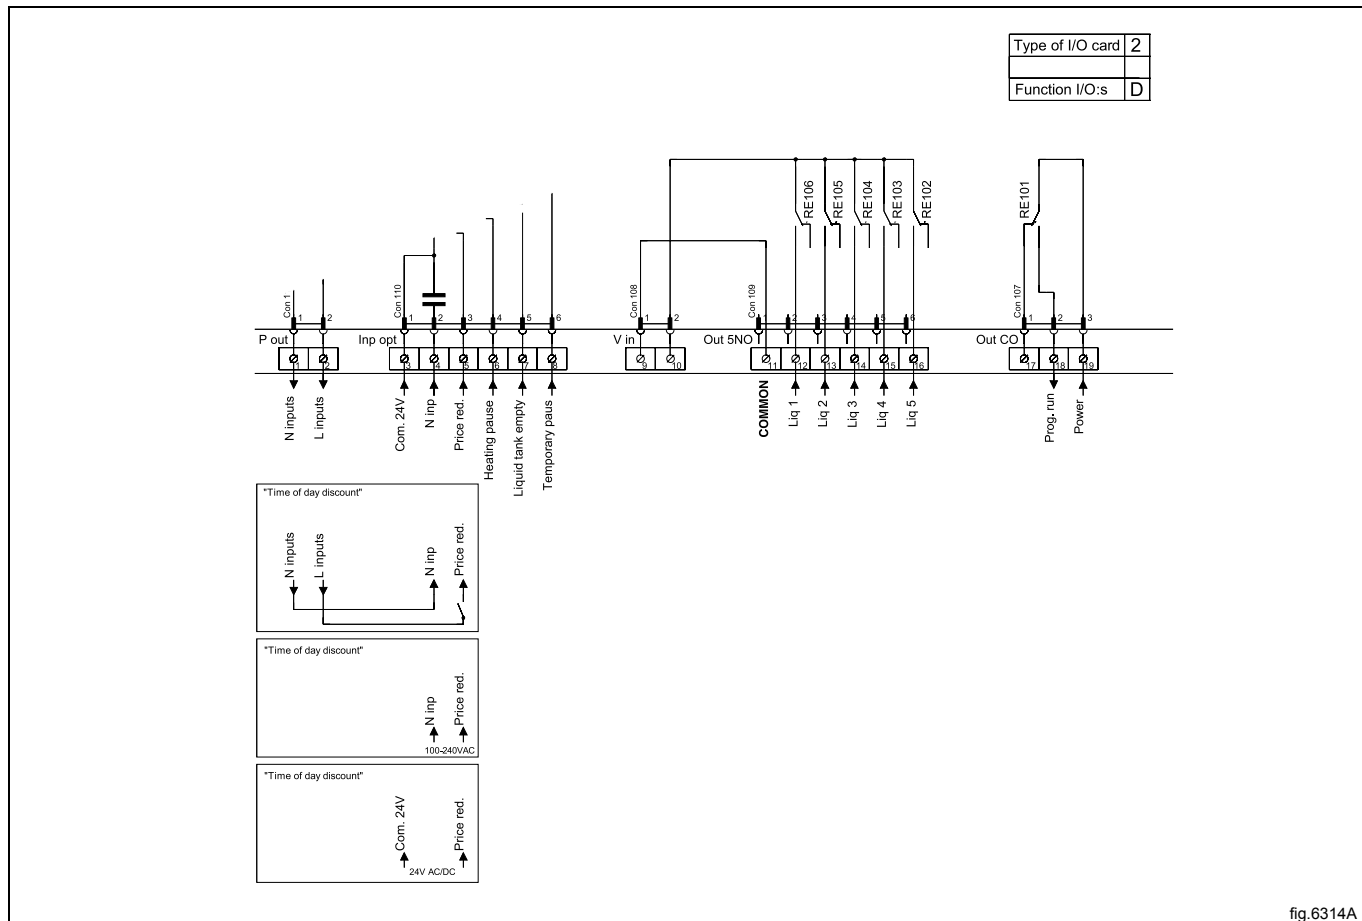 Type of I/O card 2
Function I/O:s D
RE106
RE105
RE104
RE103
RE102
RE101
Con 1
Con 110
Con 108
Con 109
Con 107
1 2
1 2 3 4 5 6
1 2
1 2 3 4 5 6
1 2 3
P out
Inp opt
V in
Out 5NO
Out CO
1 2
3 4 5 6 7 8
9 10
11 12 13 14 15 16
17 18 19
N inputs
L inputs
Com. 24V
N inp
Price red.
Heating pause
Liquid tank empty
Temporary paus
COMMON
Liq 1
Liq 2
Liq 3
Liq 4
Liq 5
Prog. run
Power
"Time of day discount"
N inputs
L inputs
N inp
Price red.
"Time of day discount"
N inp
Price red.
100-240VAC
"Time of day discount"
Com. 24V
Price red.
24V AC/DC
fig.6314A